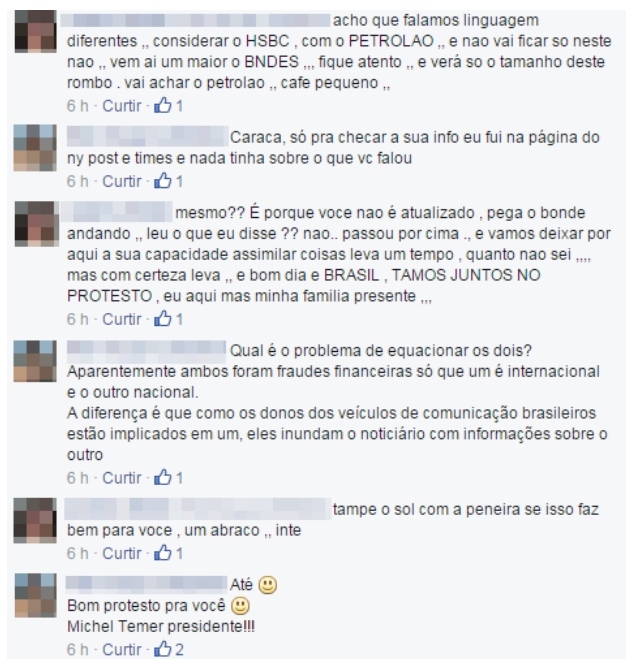 acho que falamos linguagem
diferentes ,, considerar o HSBC , com o PETROLAO ,, e nao vai ficar so neste
nao ,, vem ai um maior o BNDES ,,, fique atento ,, e verá so o tamanho deste
rombo . vai achar o petrolao ,, cafe pequeno ,,
6 h · Curtir · 1
Caraca, só pra checar a sua info eu fui na página do
ny post e times e nada tinha sobre o que vc falou
6 h · Curtir · 1
mesmo?? É porque voce nao é atualizado , pega o bonde
andando ,, leu o que eu disse ?? nao.. passou por cima ., e vamos deixar por
aqui a sua capacidade assimilar coisas leva um tempo , quanto nao sei ,,,,
mas com certeza leva ,, e bom dia e BRASIL , TAMOS JUNTOS NO
PROTESTO , eu aqui mas minha familia presente ,,,
6 h · Curtir · 1
Qual é o problema de equacionar os dois?
Aparentemente ambos foram fraudes financeiras só que um é internacional
e o outro nacional.
A diferença é que como os donos dos veículos de comunicação brasileiros
estão implicados em um, eles inundam o noticiário com informações sobre o
outro
6 h · Curtir · 1
tampe o sol com a peneira se isso faz
bem para voce , um abraco ,, inte
6 h · Curtir · 1
Até
Bom protesto pra você
Michel Temer presidente!!!
6 h · Curtir · 2